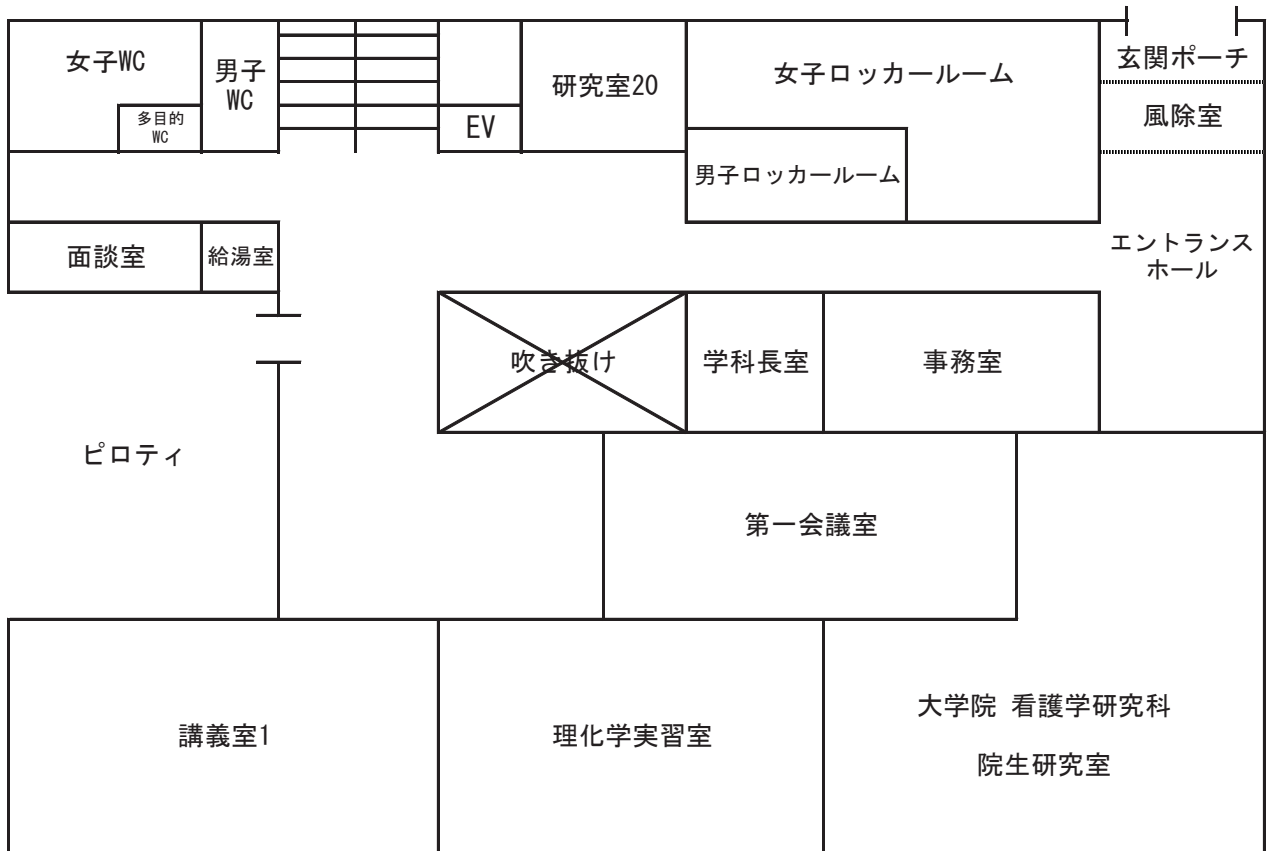 女子WC
男子
WC
多目的
WC
EV
研究室20
女子ロッカールーム
男子ロッカールーム
玄関ポーチ
風除室
エントランス
ホール
面談室
給湯室
吹き抜け
学科長室
事務室
ピロティ
第一会議室
講義室1
理化学実習室
大学院 看護学研究科
院生研究室